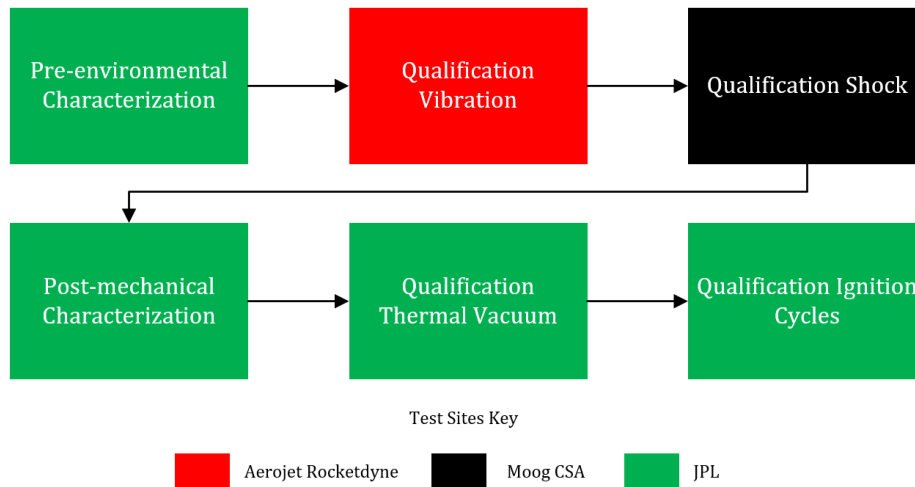 Pre-environmental
Characterization
Qualification
Vibration
Qualification Shock
Post-mechanical
Characterization
Qualification
Thermal Vacuum
Qualification Ignition
Cycles
Test Sites Key
Aerojet Rocketdyne
Moog CSA
JPL